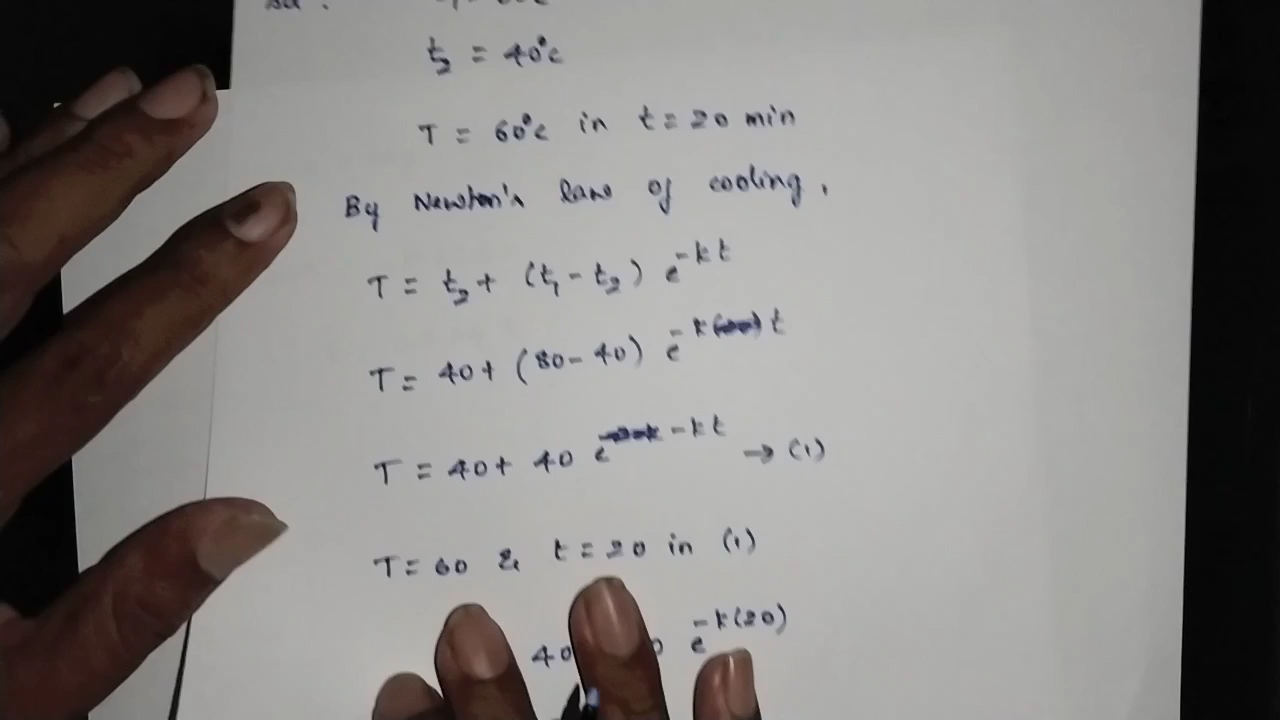 t₂ = 40°c
T = 60°c in t = 20 min
By Newton's law of cooling,
T = t₂ + (t₁ - t₂) e^-kt
T = 40 + (80 - 40) e^-k t
T = 40 + 40 e^-kt → (1)
T = 60 & t = 20 in (1)
40 e^-k(20)